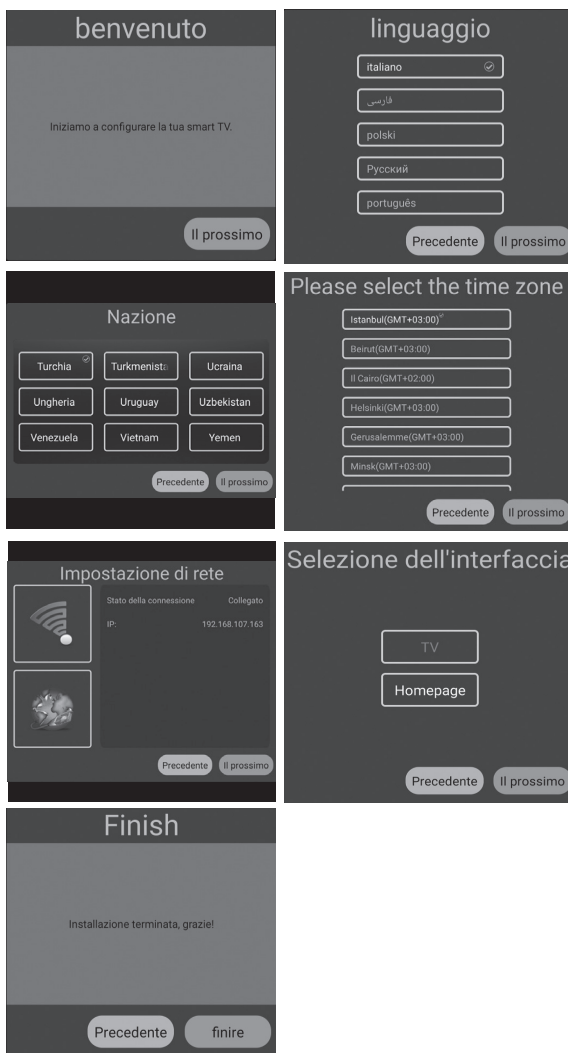 benvenuto
Iniziamo a configurare la tua smart TV.
Il prossimo
linguaggio
italiano
فارسی
polski
Русский
português
Precedente Il prossimo
Nazione
Turchia Turkmenista Ucraina
Ungheria Uruguay Uzbekistan
Venezuela Vietnam Yemen
Precedente Il prossimo
Please select the time zone
Istanbul(GMT+03:00)
Beirut(GMT+03:00)
Il Cairo(GMT+02:00)
Helsinki(GMT+03:00)
Gerusalemme(GMT+03:00)
Minsk(GMT+03:00)
Precedente Il prossimo
Impostazione di rete
Stato della connessione Collegato
IP: 192.168.107.163
Precedente Il prossimo
Selezione dell'interfaccia
TV
Homepage
Precedente Il prossimo
Finish
Installazione terminata, grazie!
Precedente finire